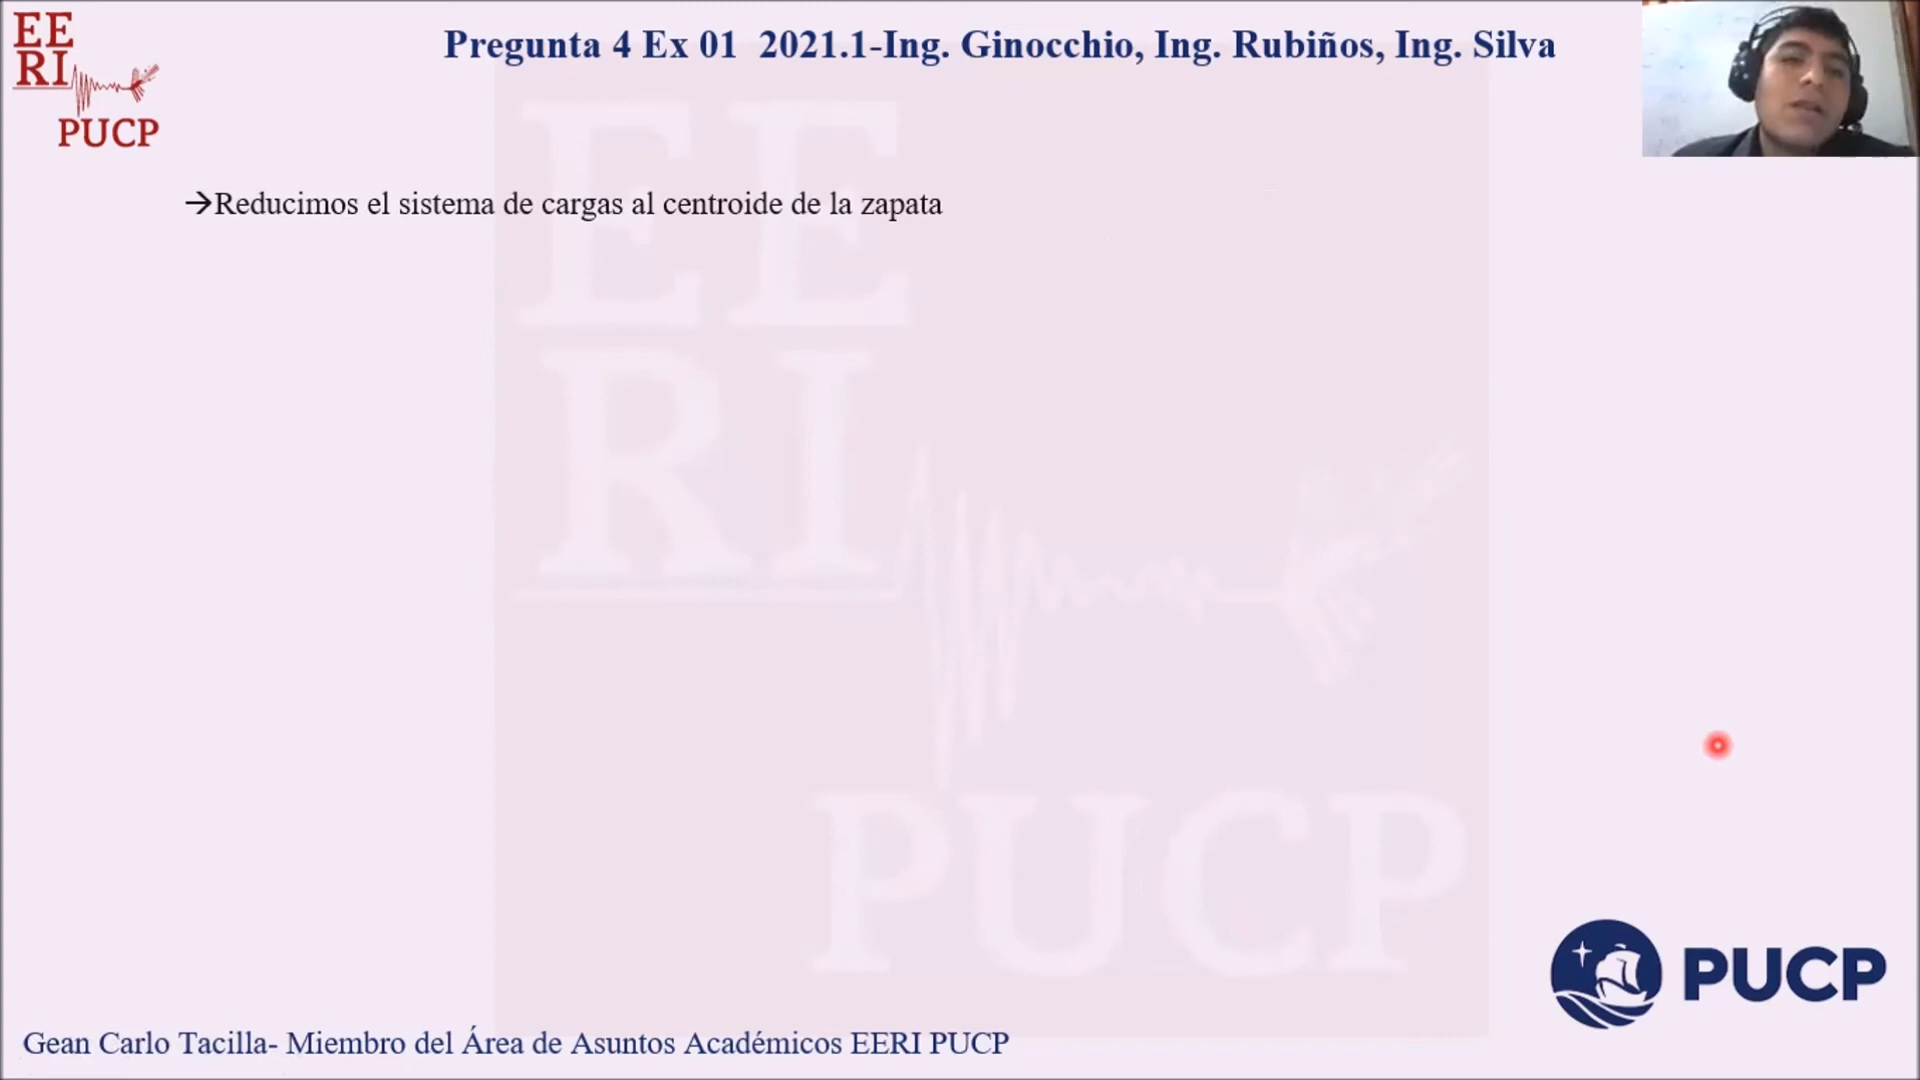 EE
RI
PUCP
Pregunta 4 Ex 01 2021.1-Ing. Ginocchio, Ing. Rubiños, Ing. Silva
→Reducimos el sistema de cargas al centroide de la zapata
EE
RI
PUCP
PUCP
Gean Carlo Tacilla- Miembro del Área de Asuntos Académicos EERI PUCP